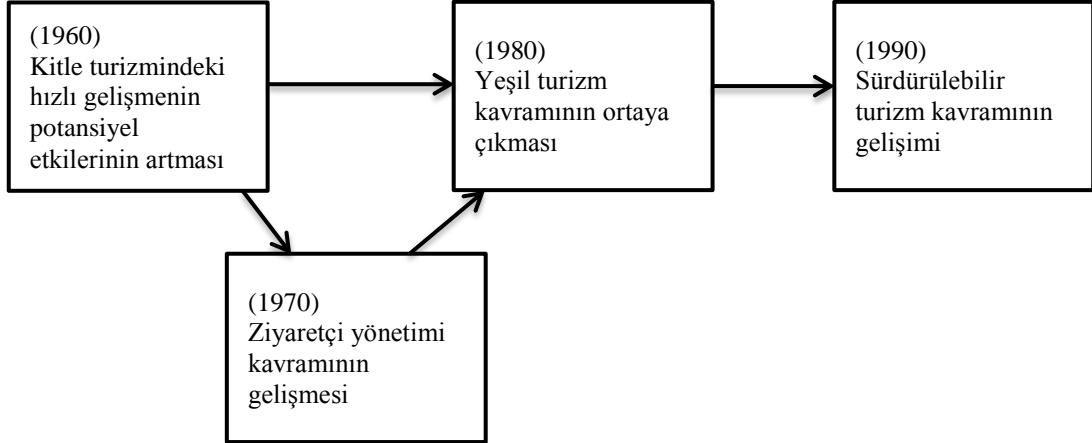 (1960)
Kitle turizmindeki
hızlı gelişmenin
potansiyel
etkilerinin artması
(1970)
Ziyaretçi yönetimi
kavramının
gelişmesi
(1980)
Yeşil turizm
kavramının ortaya
çıkması
(1990)
Sürdürülebilir
turizm kavramının
gelişimi